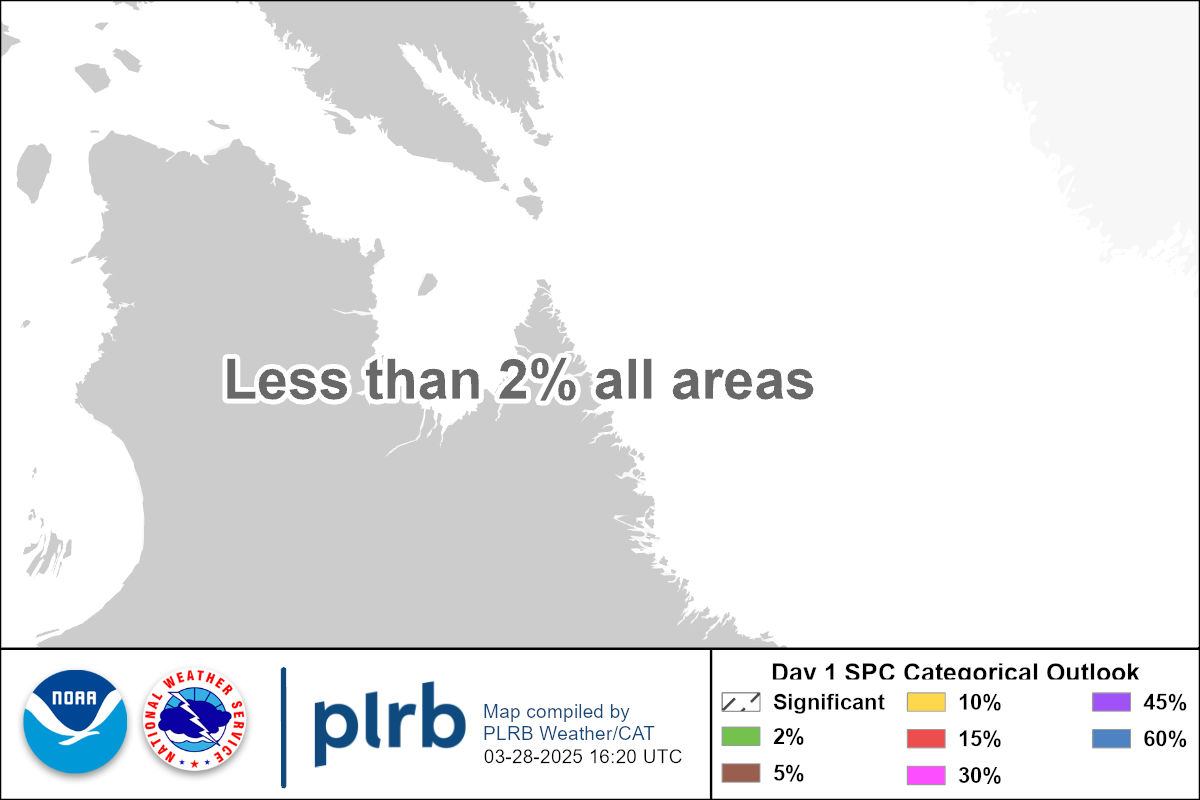 Less than 2% all areas
NOAA
NATIONAL WEATHER SERVICE
plrb
Map compiled by
PLRB Weather/CAT
03-28-2025 16:20 UTC
Day 1 SPC Categorical Outlook
Significant
2%
5%
10%
15%
30%
45%
60%